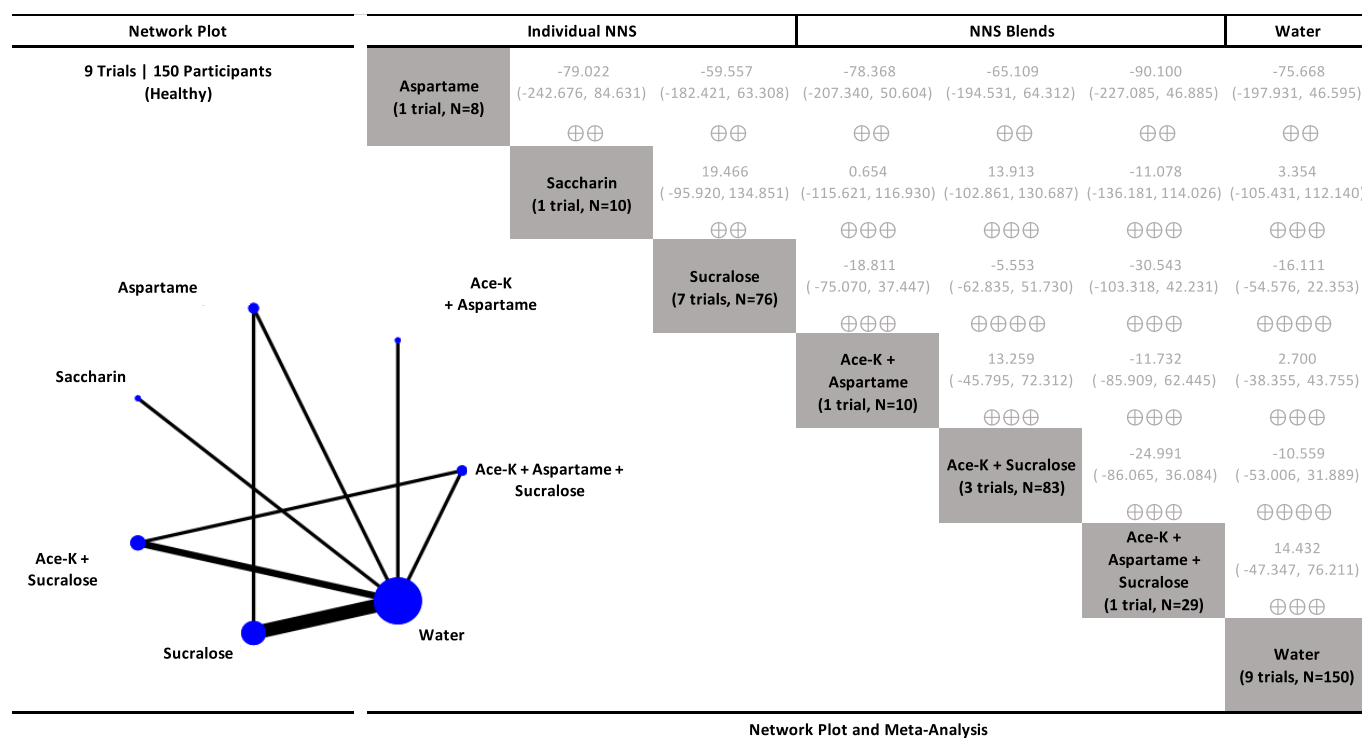 Network Plot
Individual NNS
NNS Blends
Water
9 Trials | 150 Participants
(Healthy)
Aspartame
(1 trial, N=8)
-79.022
(-242.676, 84.631)
⊕⊕
-59.557
(-182.421, 63.308)
⊕⊕
-78.368
(-207.340, 50.604)
⊕⊕
-65.109
(-194.531, 64.312)
⊕⊕
-90.100
(-227.085, 46.885)
⊕⊕
-75.668
(-197.931, 46.595)
⊕⊕
Saccharin
(1 trial, N=10)
19.466
(-95.920, 134.851)
⊕⊕
0.654
(-115.621, 116.930)
⊕⊕⊕
13.913
(-102.861, 130.687)
⊕⊕⊕
-11.078
(-136.181, 114.026)
⊕⊕⊕
3.354
(-105.431, 112.140)
⊕⊕⊕
Sucralose
(7 trials, N=76)
-18.811
( -75.070, 37.447)
⊕⊕⊕
-5.553
( -62.835, 51.730)
⊕⊕⊕⊕
-30.543
(-103.318, 42.231)
⊕⊕⊕
-16.111
( -54.576, 22.353)
⊕⊕⊕⊕
Ace-K +
Aspartame
(1 trial, N=10)
13.259
( -45.795, 72.312)
⊕⊕⊕
-11.732
( -85.909, 62.445)
⊕⊕⊕
2.700
( -38.355, 43.755)
⊕⊕⊕
Ace-K + Sucralose
(3 trials, N=83)
-24.991
( -86.065, 36.084)
⊕⊕⊕
-10.559
( -53.006, 31.889)
⊕⊕⊕⊕
Ace-K +
Aspartame +
Sucralose
(1 trial, N=29)
14.432
( -47.347, 76.211)
⊕⊕⊕
Water
(9 trials, N=150)
Aspartame
Ace-K
+ Aspartame
Saccharin
Ace-K + Aspartame +
Sucralose
Ace-K +
Sucralose
Water
Sucralose
Network Plot and Meta-Analysis